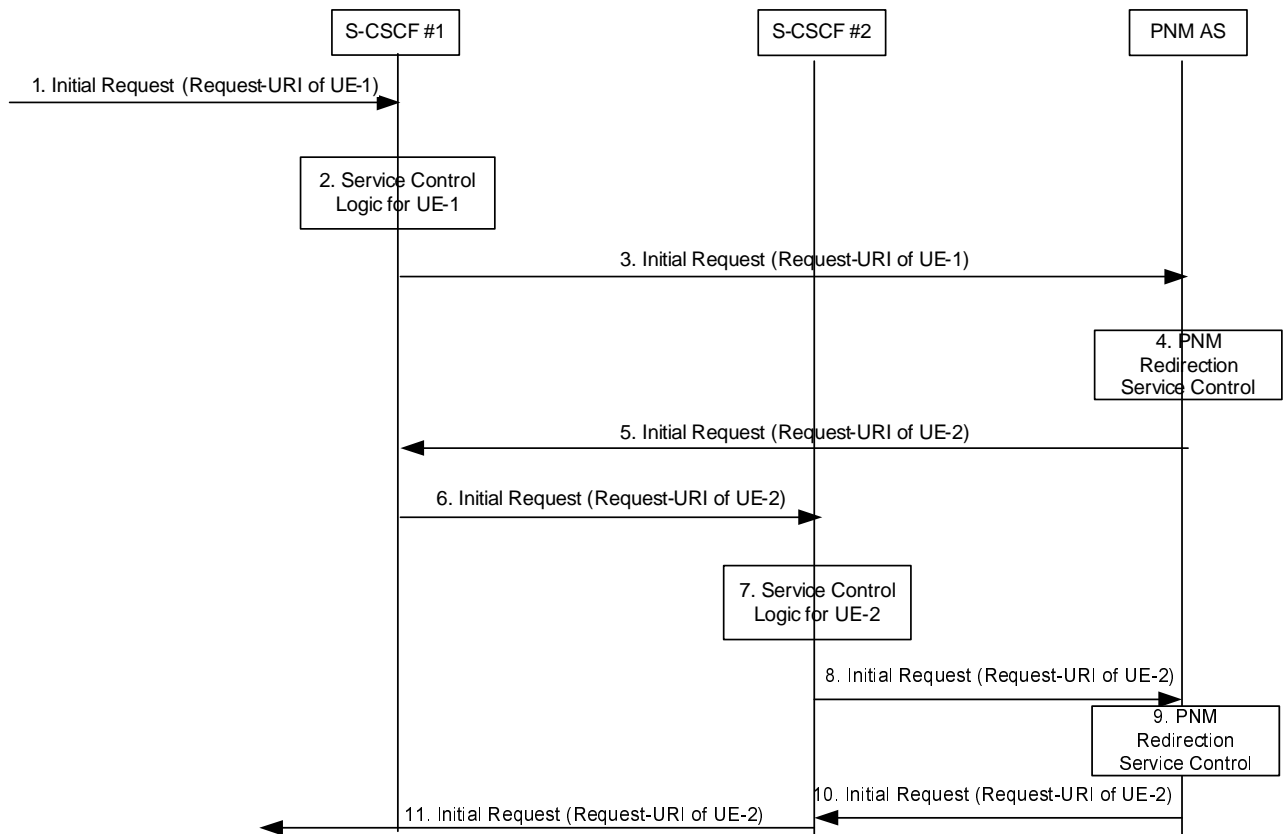 S-CSCF #1
S-CSCF #2
PNM AS
1. Initial Request (Request-URI of UE-1)
2. Service Control
Logic for UE-1
3. Initial Request (Request-URI of UE-1)
4. PNM
Redirection
Service Control
5. Initial Request (Request-URI of UE-2)
6. Initial Request (Request-URI of UE-2)
7. Service Control
Logic for UE-2
8. Initial Request (Request-URI of UE-2)
9. PNM
Redirection
Service Control
10. Initial Request (Request-URI of UE-2)
11. Initial Request (Request-URI of UE-2)